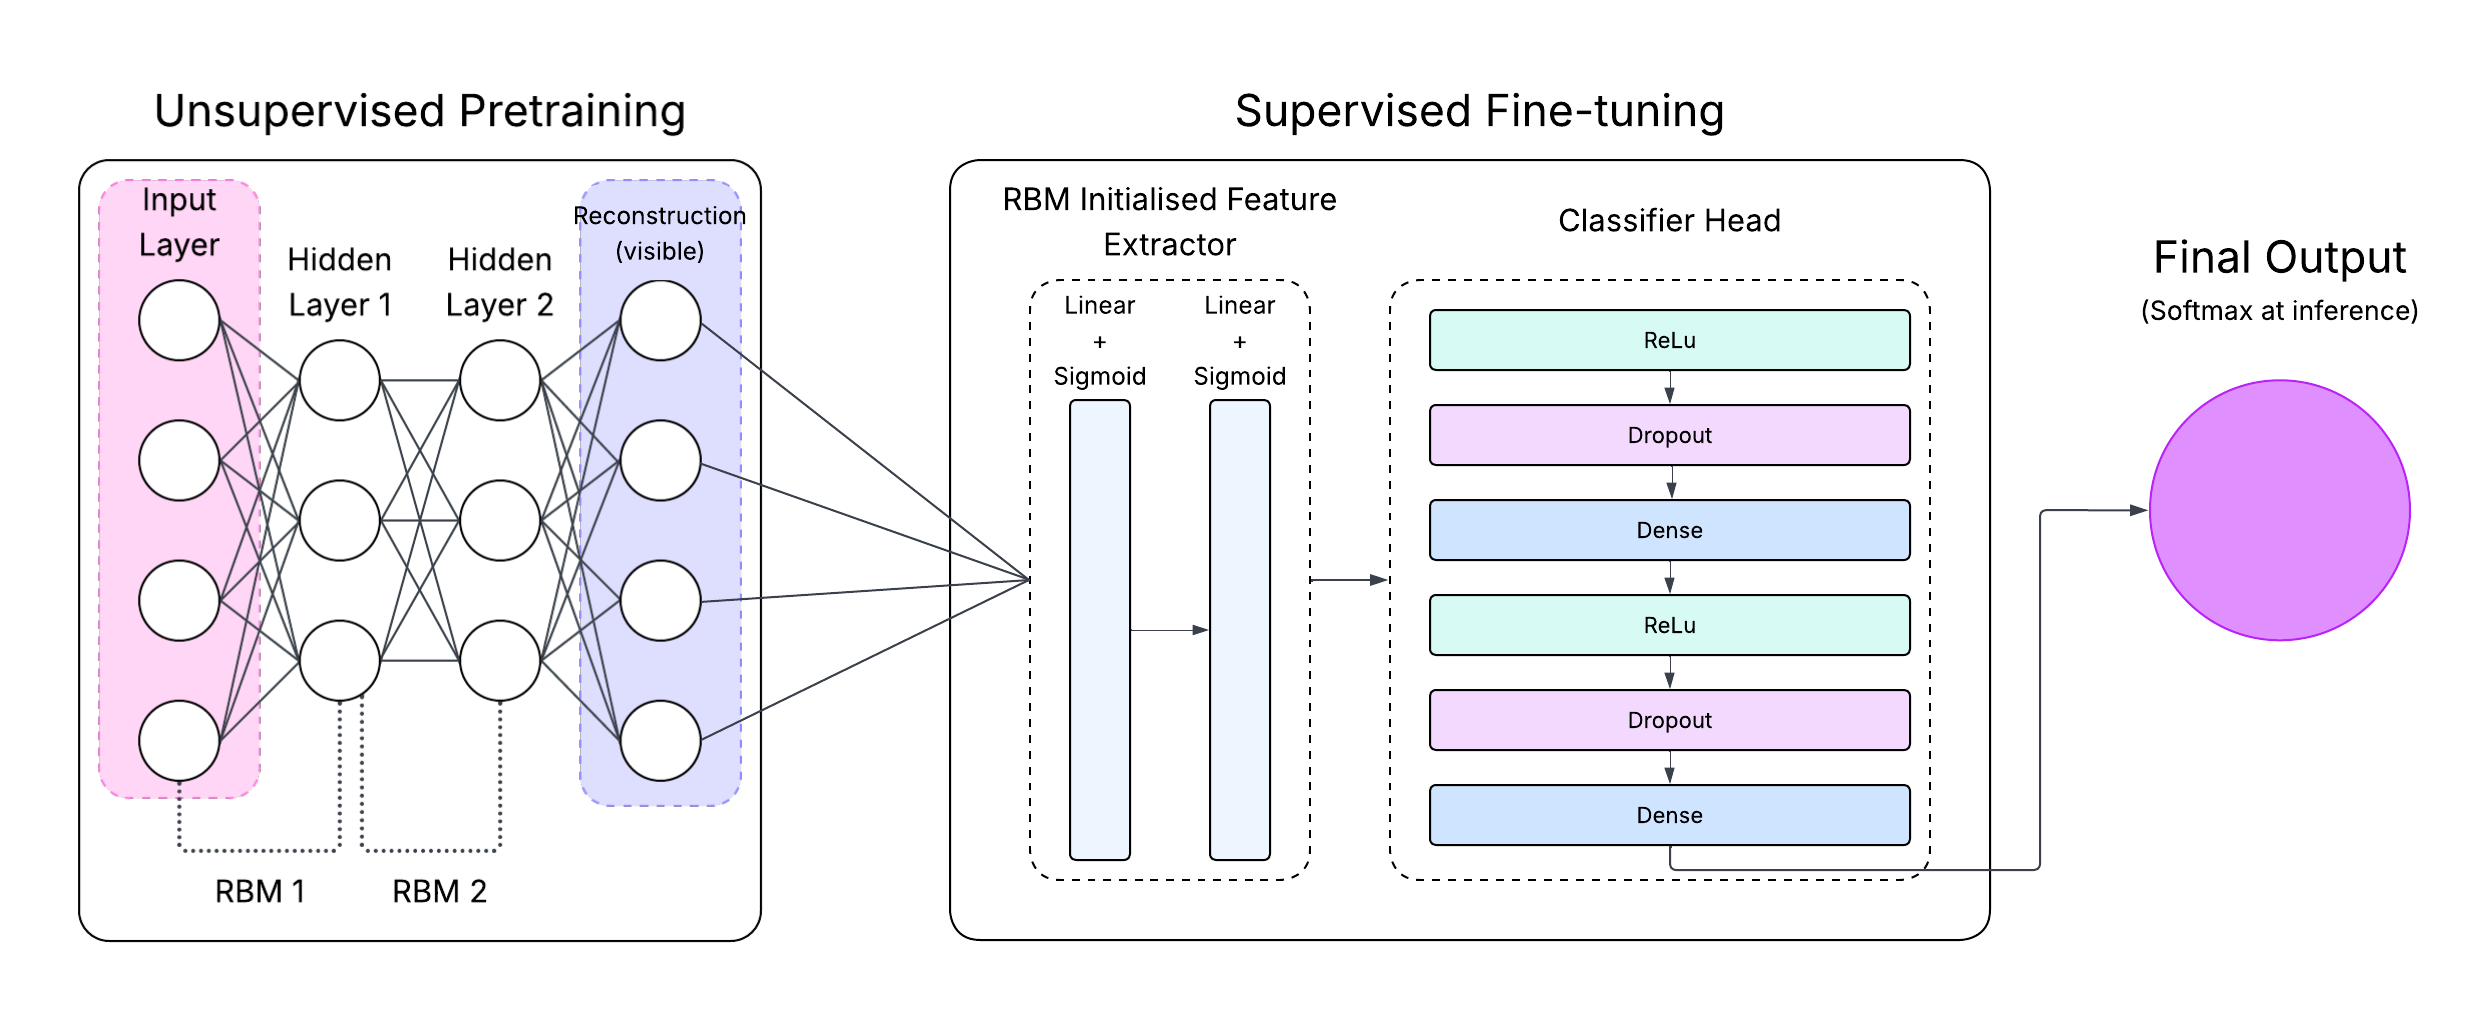 Unsupervised Pretraining
Input
Layer
Hidden
Layer 1
Hidden
Layer 2
Reconstruction
(visible)
RBM 1
RBM 2
Supervised Fine-tuning
RBM Initialised Feature
Extractor
Linear
+
Sigmoid
Linear
+
Sigmoid
Classifier Head
ReLu
Dropout
Dense
ReLu
Dropout
Dense
Final Output
(Softmax at inference)